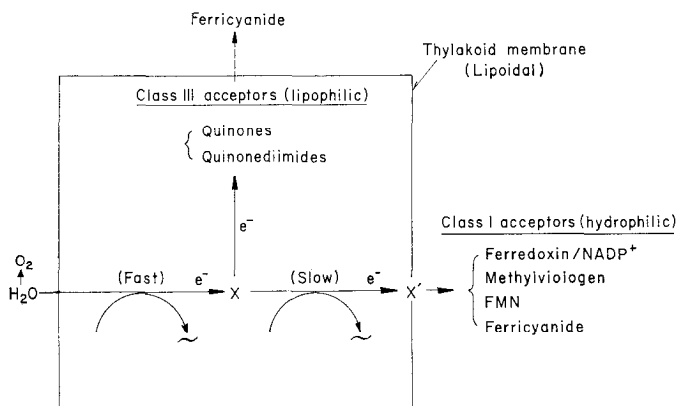 Ferricyanide
Thylakoid membrane
(Lipoidal)
Class III acceptors (lipophilic)
Quinones
Quinonediimides
e⁻
Class I acceptors (hydrophilic)
Ferredoxin/NADP⁺
Methylviologen
FMN
Ferricyanide
O₂
H₂O
(Fast)
e⁻
X
(Slow)
e⁻
X′
~
~